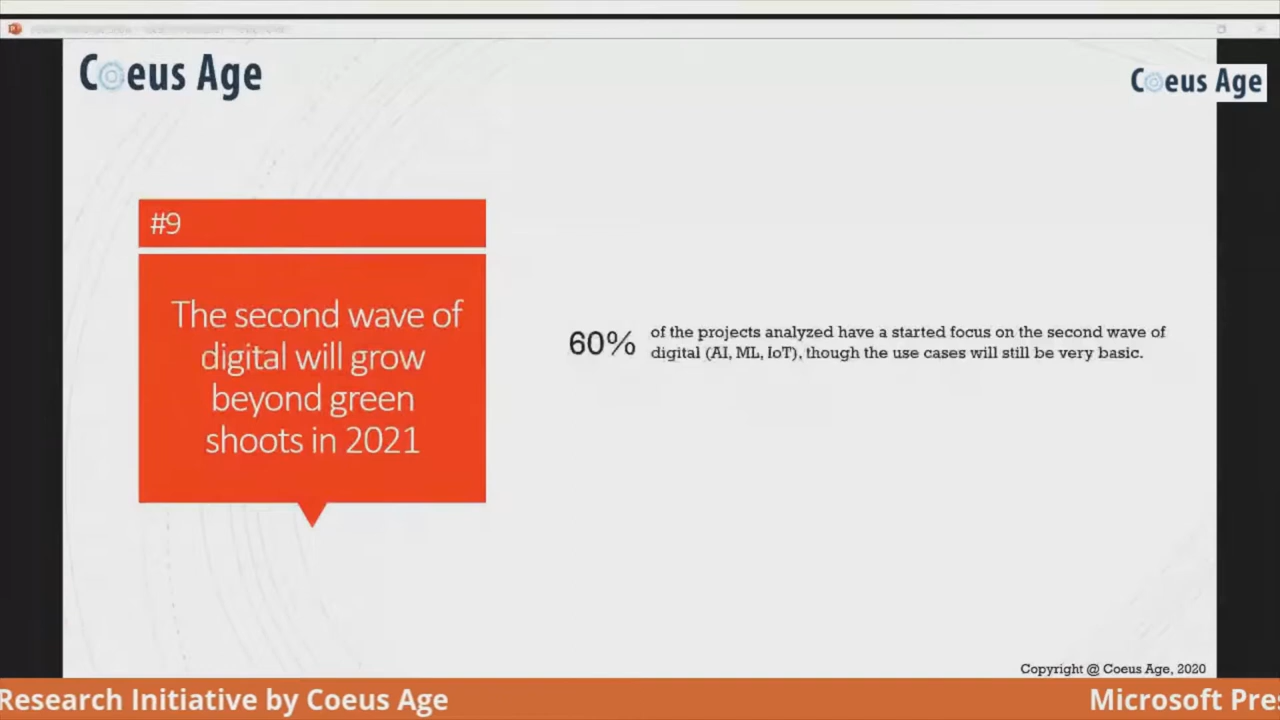 Coeus Age
Coeus Age
#9
The second wave of
digital will grow
beyond green
shoots in 2021
60%
of the projects analyzed have a started focus on the second wave of
digital (AI, ML, IoT), though the use cases will still be very basic.
Copyright @ Coeus Age, 2020
Research Initiative by Coeus Age
Microsoft Pres